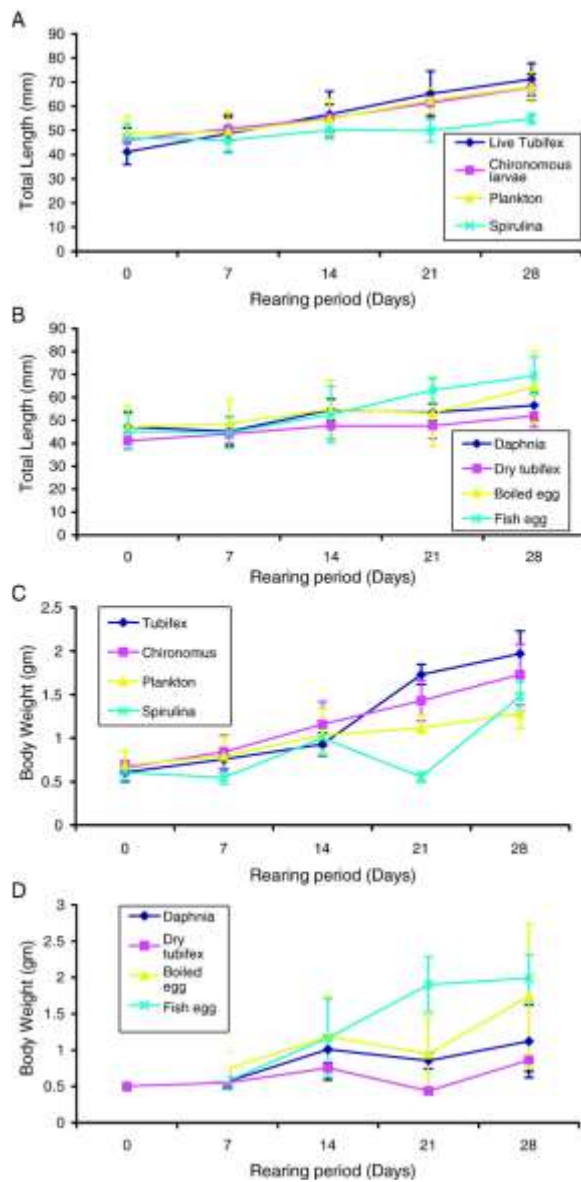 A
Total Length (mm)
90
80
70
60
50
40
30
20
10
0
Live Tubifex
Chironomous
larvae
Plankton
Spirulina
0 7 14 21 28
Rearing period (Days)
B
Total Length (mm)
90
80
70
60
50
40
30
20
10
0
Daphnia
Dry tubifex
Boiled egg
Fish egg
0 7 14 21 28
Rearing period (Days)
C
Body Weight (gm)
2.5
2
1.5
1
0.5
0
Tubifex
Chironomus
Plankton
Spirulina
0 7 14 21 28
Rearing period (Days)
D
Body Weight (gm)
3
2.5
2
1.5
1
0.5
0
Daphnia
Dry
tubifex
Boiled
egg
Fish egg
0 7 14 21 28
Rearing period (Days)